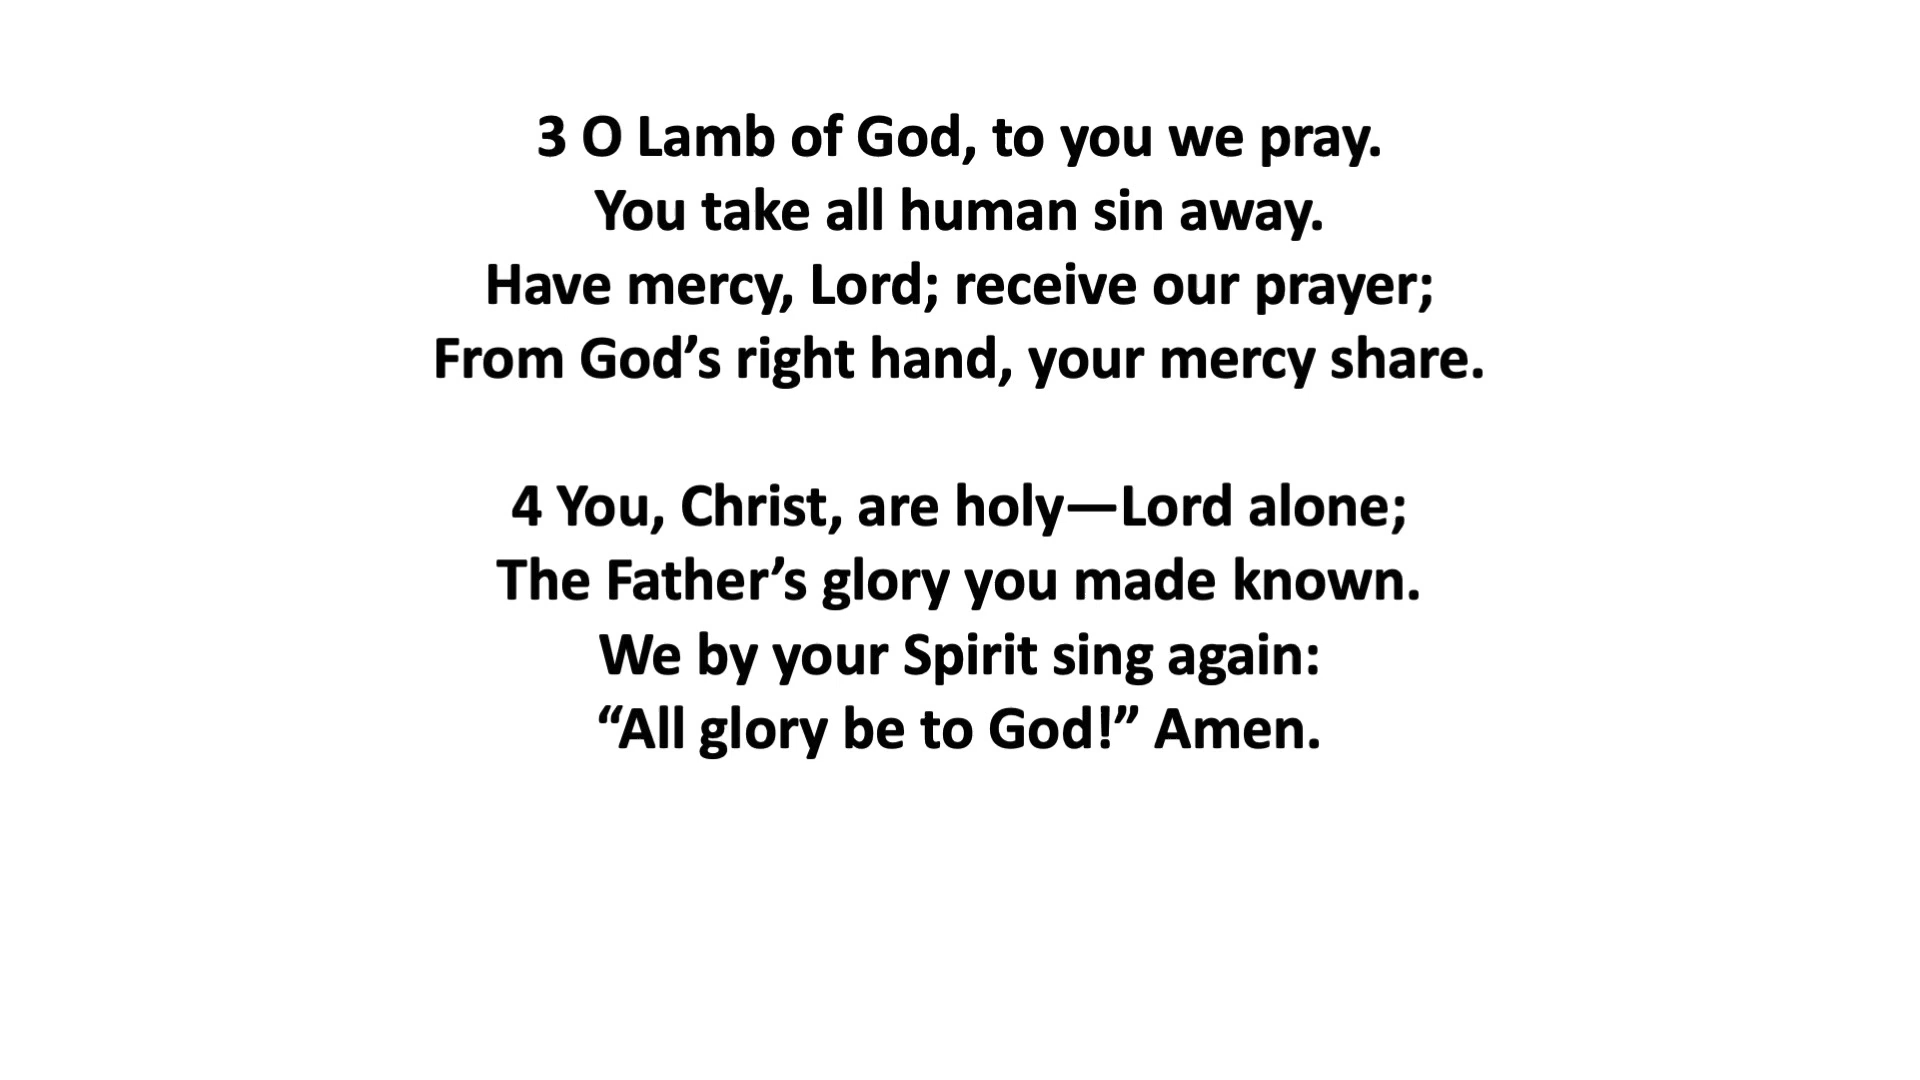 3 O Lamb of God, to you we pray.
You take all human sin away.
Have mercy, Lord; receive our prayer;
From God’s right hand, your mercy share.
4 You, Christ, are holy—Lord alone;
The Father’s glory you made known.
We by your Spirit sing again:
“All glory be to God!” Amen.